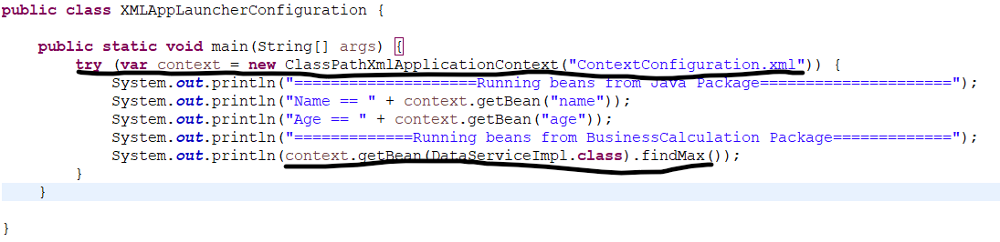 public class XMLAppLauncherConfiguration {
public static void main(String[] args) {
try (var context = new ClassPathXmlApplicationContext("ContextConfiguration.xml")) {
System.out.println("====================Running beans from Java Package=====================");
System.out.println("Name == " + context.getBean("name"));
System.out.println("Age == " + context.getBean("age"));
System.out.println("=============Running beans from BusinessCalculation Package=============");
System.out.println(context.getBean(DataServiceImpl.class).findMax());
}
}
}